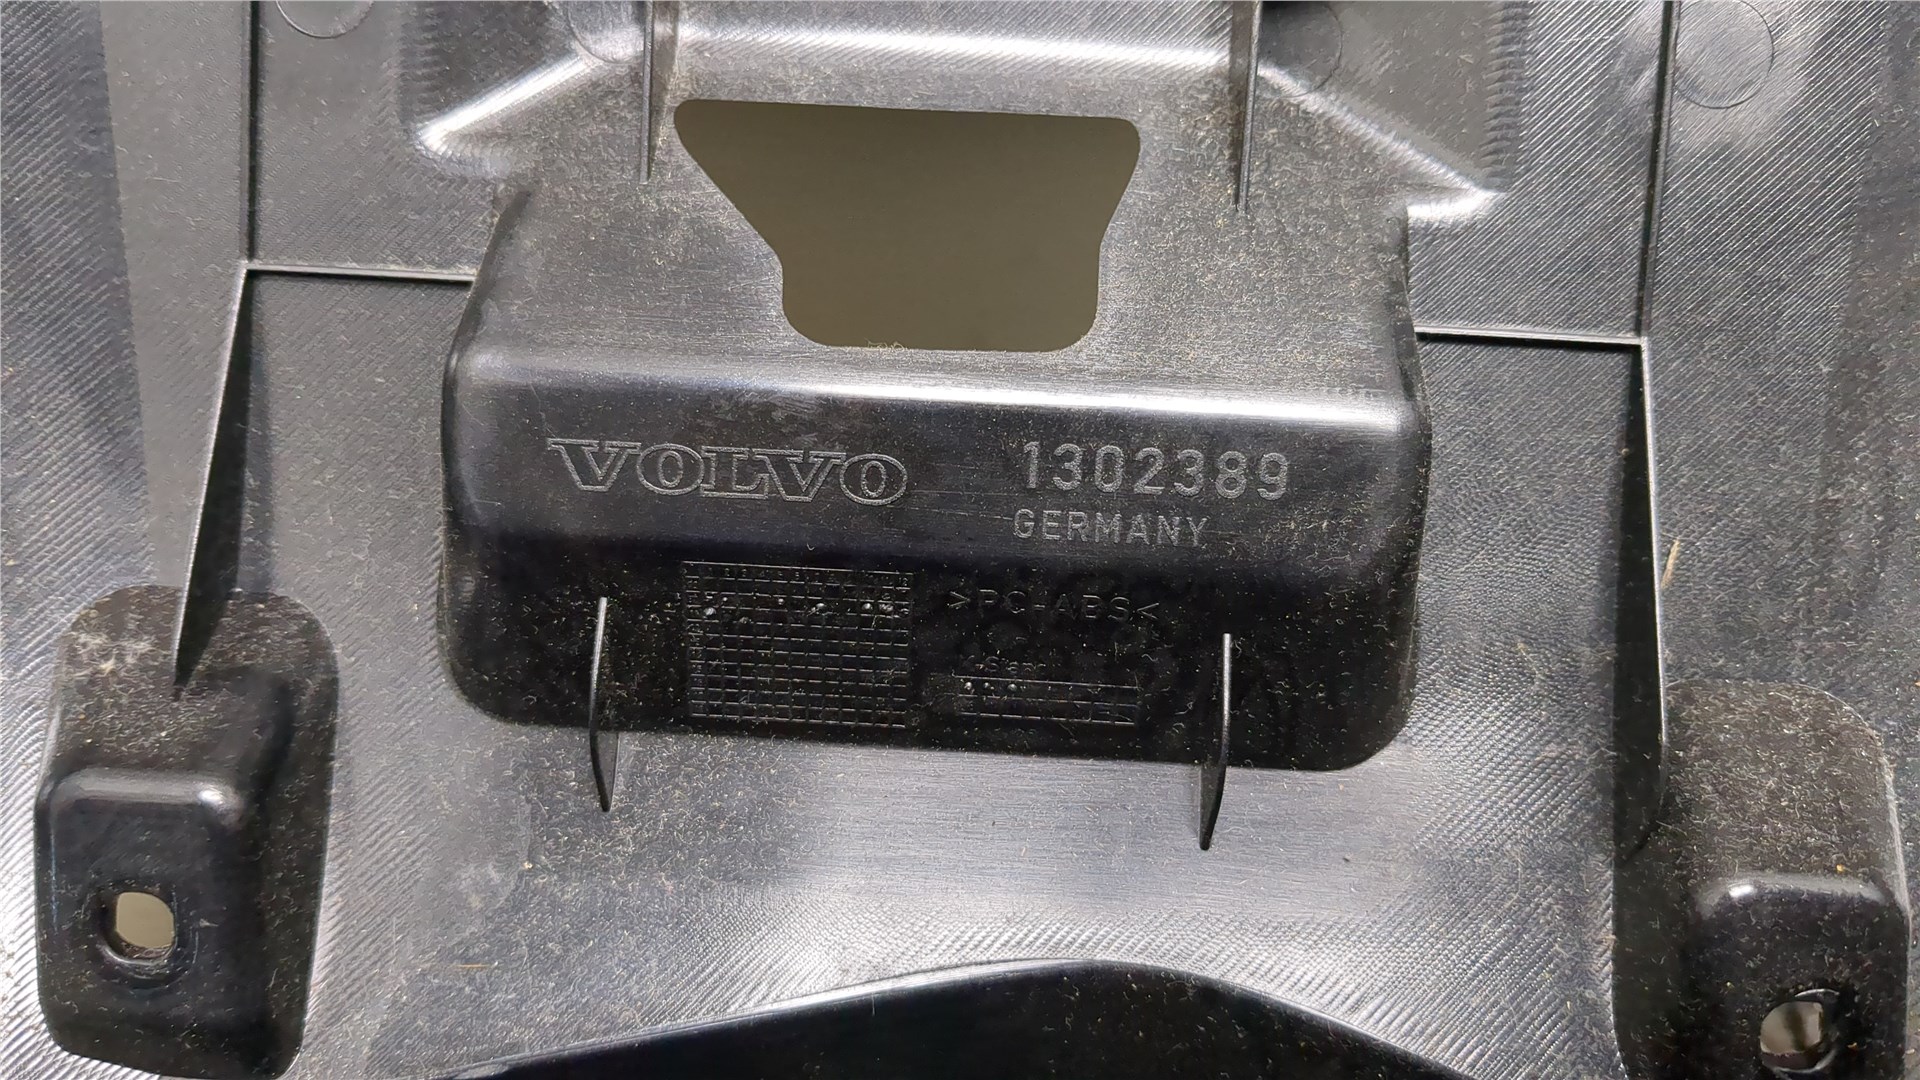 VOLVO
1302389
GERMANY
>PC-ABS<